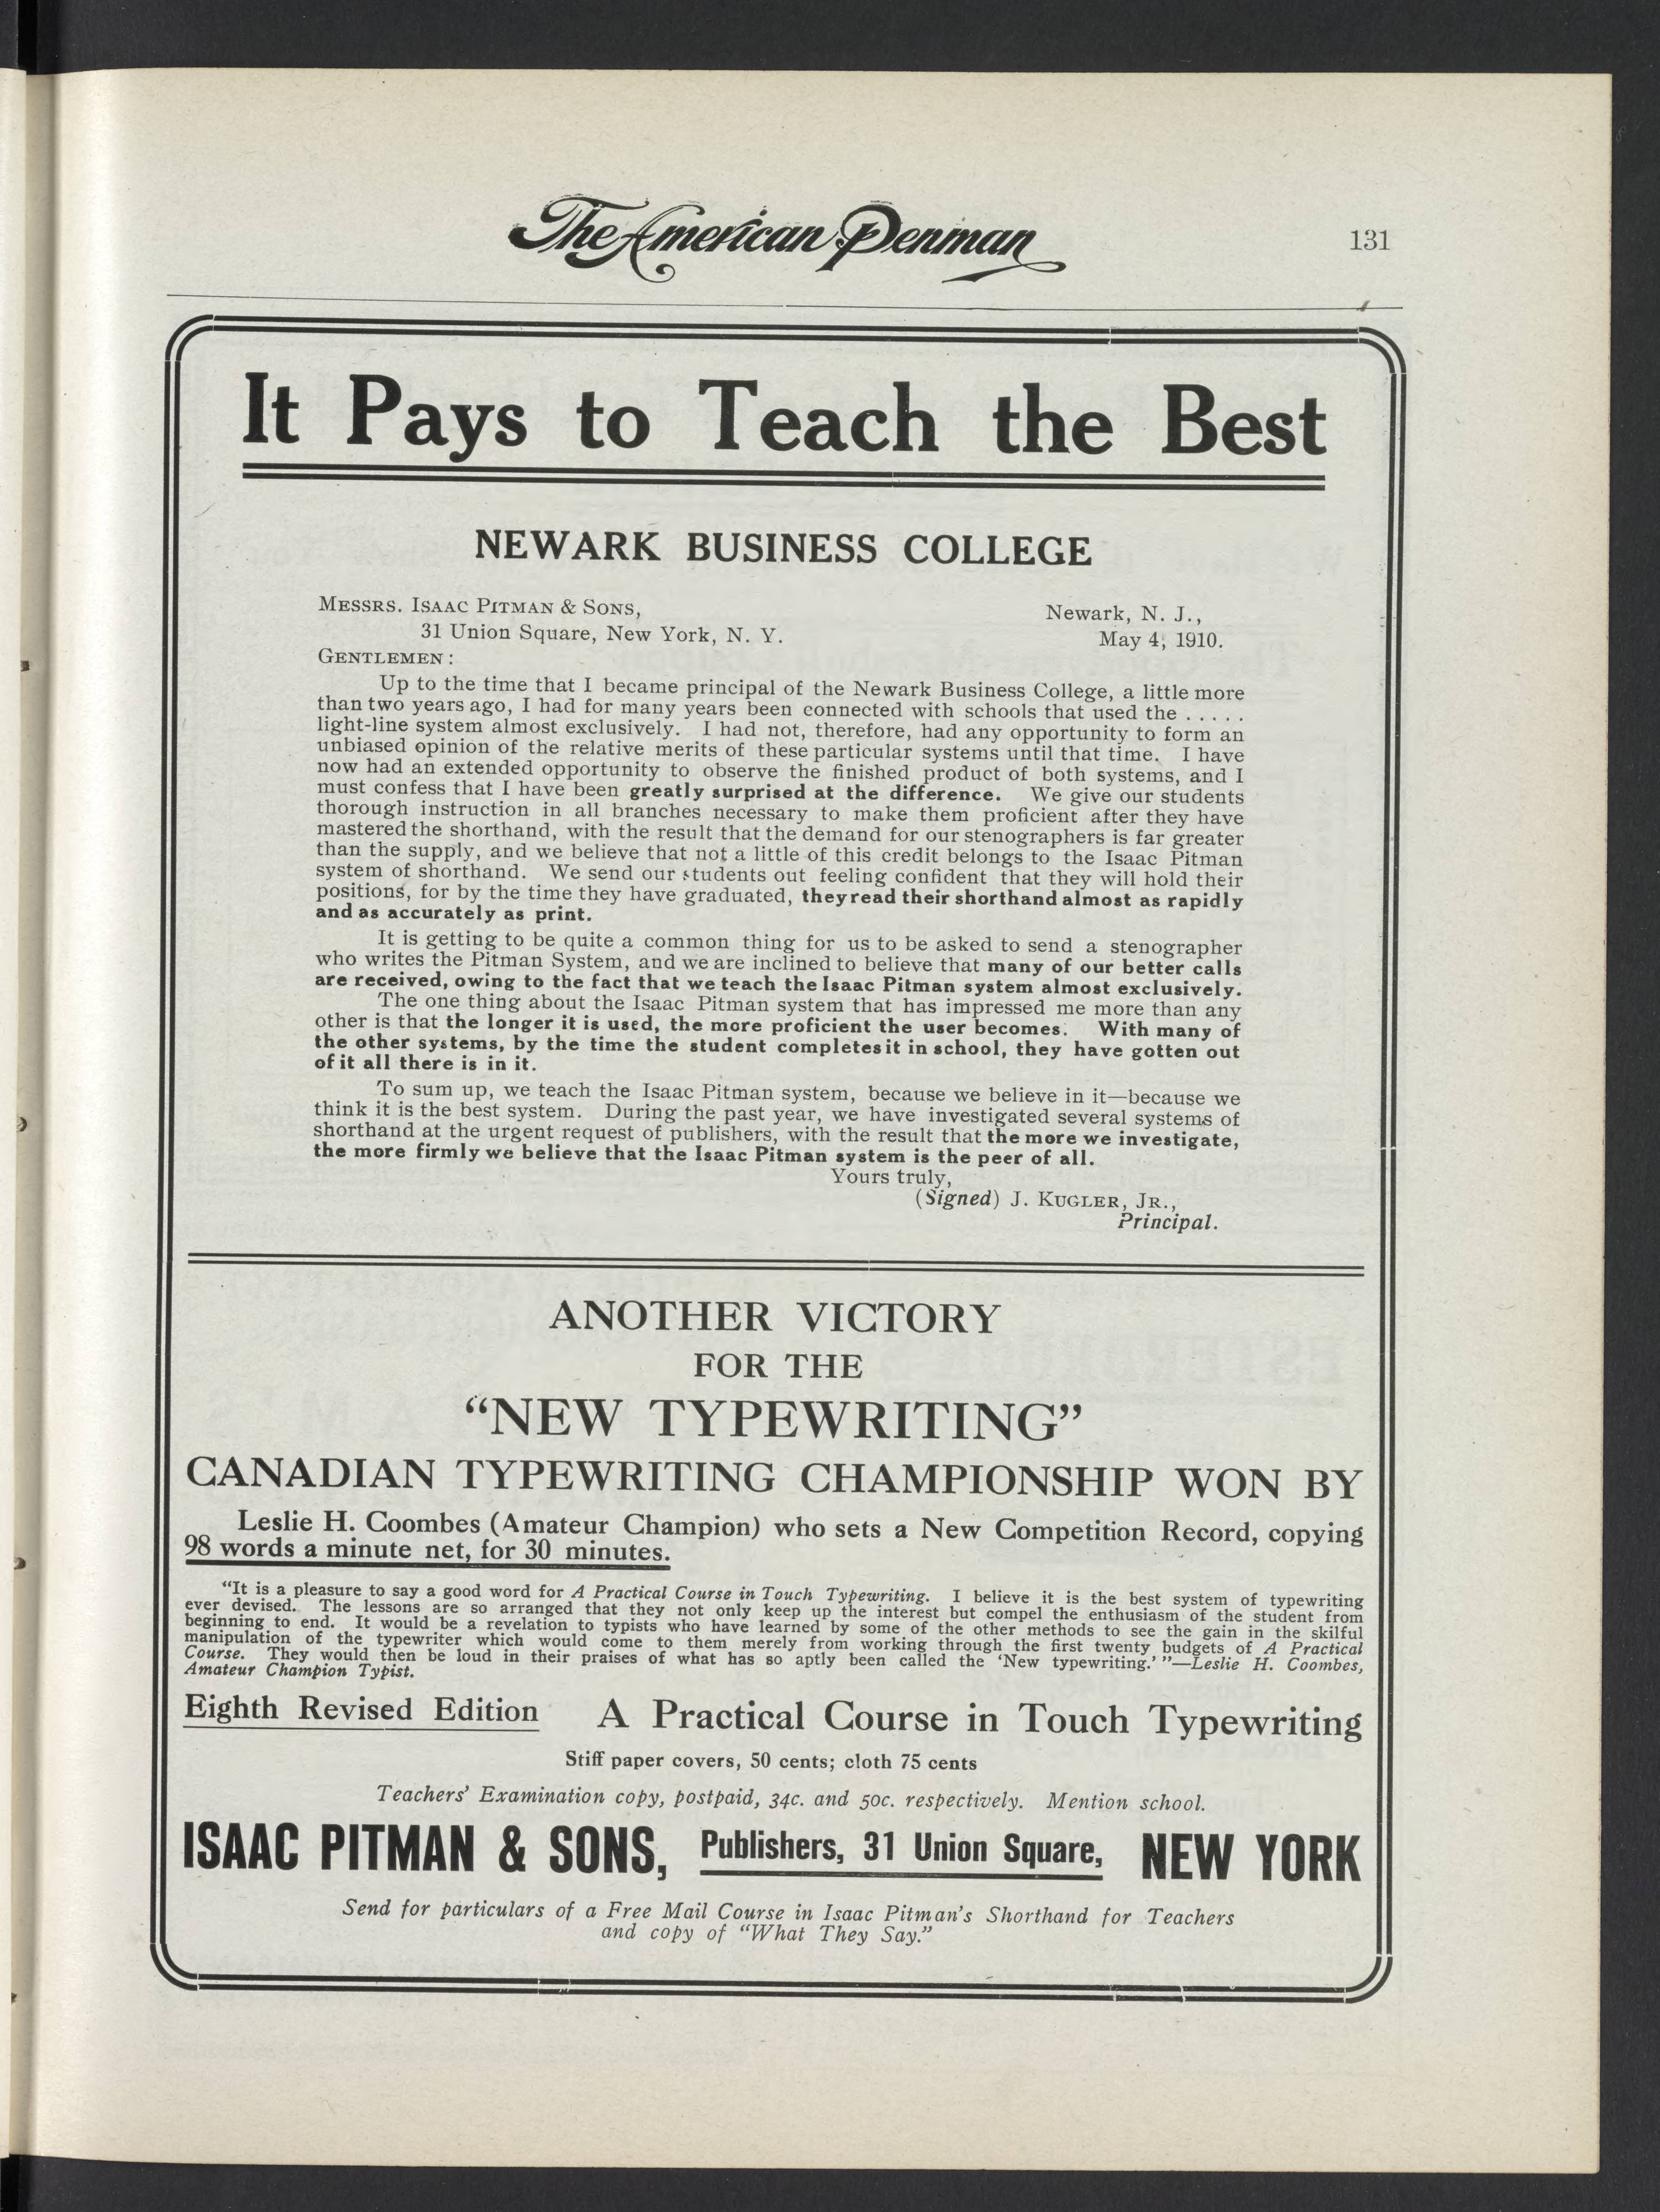 The American Penman
131
It Pays to Teach the Best
NEWARK BUSINESS COLLEGE
MESSRS. ISAAC PITMAN & SONS,
31 Union Square, New York, N. Y.
Newark, N. J.,
May 4, 1910.
GENTLEMEN:
Up to the time that I became principal of the Newark Business College, a little more
than two years ago, I had for many years been connected with schools that used the . . . . .
light-line system almost exclusively. I had not, therefore, had any opportunity to form an
unbiased opinion of the relative merits of these particular systems until that time. I have
now had an extended opportunity to observe the finished product of both systems, and I
must confess that I have been greatly surprised at the difference. We give our students
thorough instruction in all branches necessary to make them proficient after they have
mastered the shorthand, with the result that the demand for our stenographers is far greater
than the supply, and we believe that not a little of this credit belongs to the Isaac Pitman
system of shorthand. We send our students out feeling confident that they will hold their
positions, for by the time they have graduated, they read their shorthand almost as rapidly
and as accurately as print.
It is getting to be quite a common thing for us to be asked to send a stenographer
who writes the Pitman System, and we are inclined to believe that many of our better calls
are received, owing to the fact that we teach the Isaac Pitman system almost exclusively.
The one thing about the Isaac Pitman system that has impressed me more than any
other is that the longer it is used, the more proficient the user becomes. With many of
the other systems, by the time the student completes it in school, they have gotten out
of it all there is in it.
To sum up, we teach the Isaac Pitman system, because we believe in it—because we
think it is the best system. During the past year, we have investigated several systems of
shorthand at the urgent request of publishers, with the result that the more we investigate,
the more firmly we believe that the Isaac Pitman system is the peer of all.
Yours truly,
(Signed) J. KUGLER, JR.,
Principal.
ANOTHER VICTORY
FOR THE
“NEW TYPEWRITING”
CANADIAN TYPEWRITING CHAMPIONSHIP WON BY
Leslie H. Coombes (Amateur Champion) who sets a New Competition Record, copying
98 words a minute net, for 30 minutes.
“It is a pleasure to say a good word for A Practical Course in Touch Typewriting. I believe it is the best system of typewriting
ever devised. The lessons are so arranged that they not only keep up the interest but compel the enthusiasm of the student from
beginning to end. It would be a revelation to typists who have learned by some of the other methods to see the gain in the skilful
manipulation of the typewriter which would come to them merely from working through the first twenty budgets of A Practical
Course. They would then be loud in their praises of what has so aptly been called the ‘New typewriting.’ ”—Leslie H. Coombes,
Amateur Champion Typist.
Eighth Revised Edition A Practical Course in Touch Typewriting
Stiff paper covers, 50 cents; cloth 75 cents
Teachers’ Examination copy, postpaid, 34c. and 50c. respectively. Mention school.
ISAAC PITMAN & SONS, Publishers, 31 Union Square, NEW YORK
Send for particulars of a Free Mail Course in Isaac Pitman’s Shorthand for Teachers
and copy of “What They Say.”